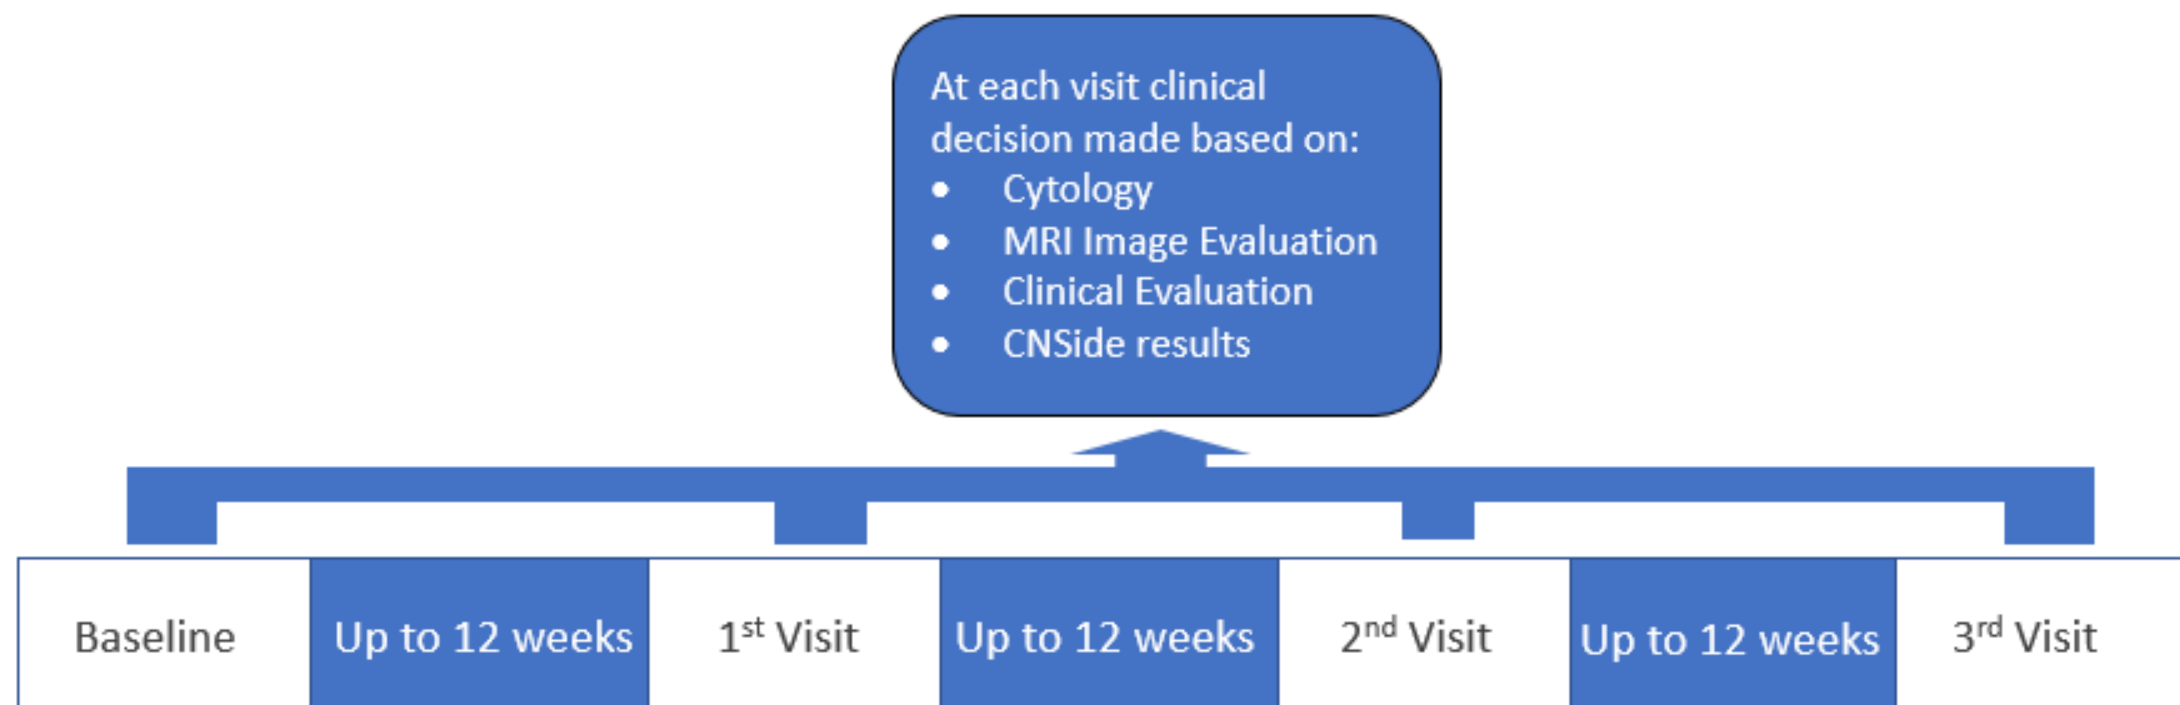 At each visit clinical
decision made based on:
• Cytology
• MRI Image Evaluation
• Clinical Evaluation
• CNSide results
Baseline
Up to 12 weeks
1st Visit
Up to 12 weeks
2nd Visit
Up to 12 weeks
3rd Visit